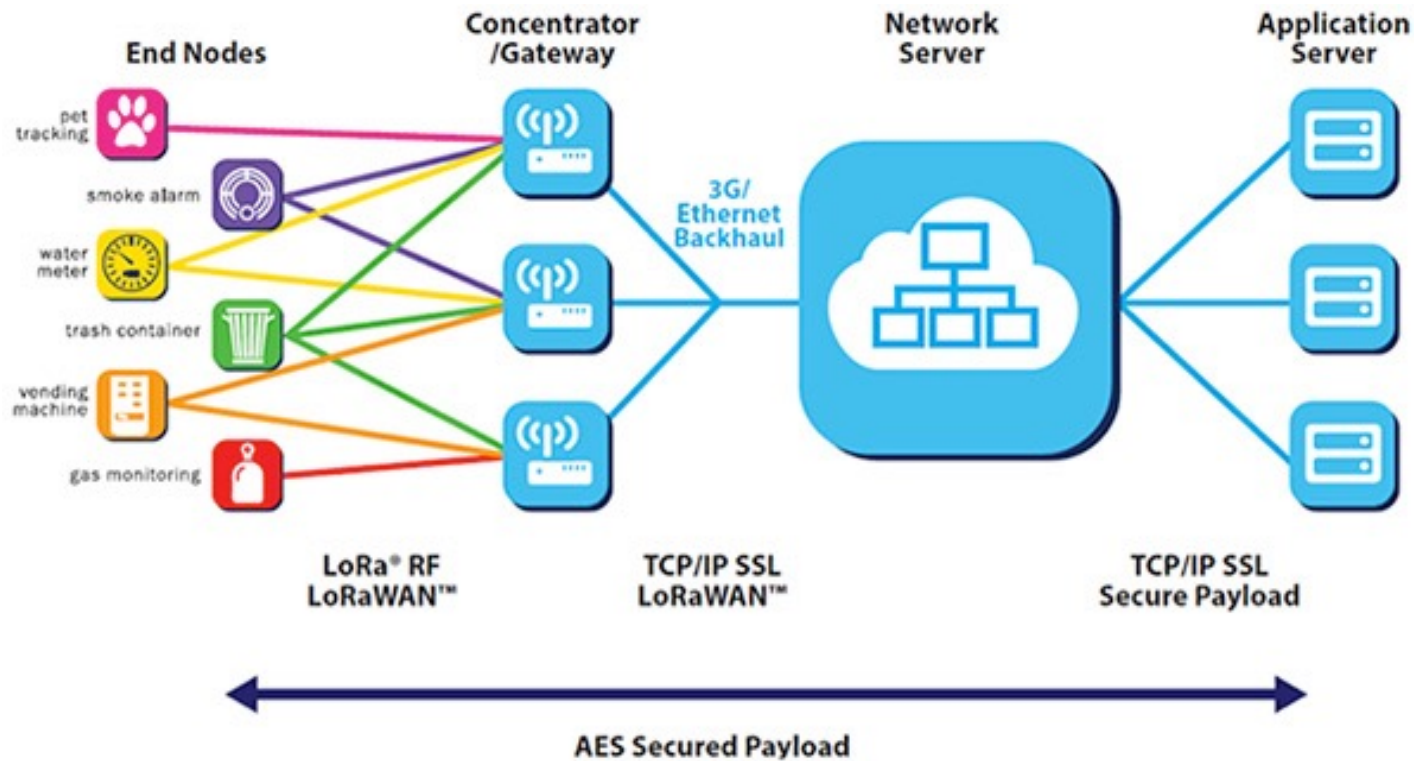 End Nodes
Concentrator
/Gateway
Network
Server
Application
Server
pet
tracking
smoke alarm
water
meter
trash container
vending
machine
gas monitoring
3G/
Ethernet
Backhaul
LoRa® RF
LoRaWAN™
TCP/IP SSL
LoRaWAN™
TCP/IP SSL
Secure Payload
AES Secured Payload